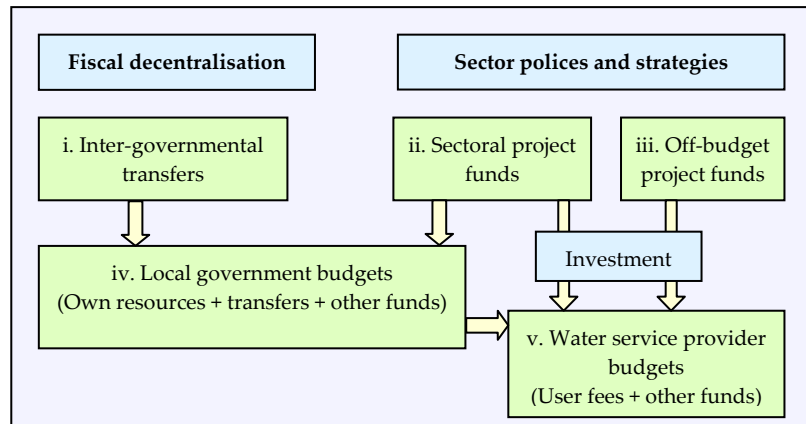 Fiscal decentralisation
Sector polices and strategies
i. Inter-governmental
transfers
ii. Sectoral project
funds
iii. Off-budget
project funds
iv. Local government budgets
(Own resources + transfers + other funds)
Investment
v. Water service provider
budgets
(User fees + other funds)